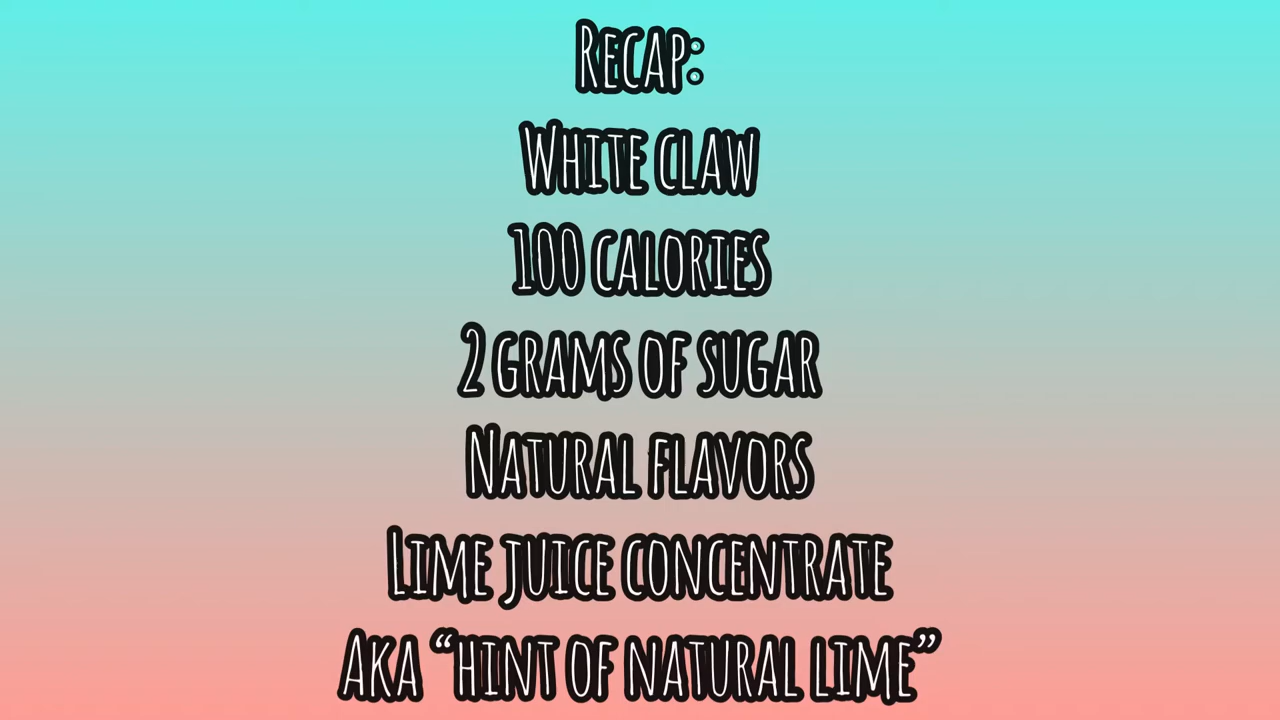 Recap:
White claw
100 calories
2 grams of sugar
Natural flavors
Lime juice concentrate
Aka “hint of natural lime”